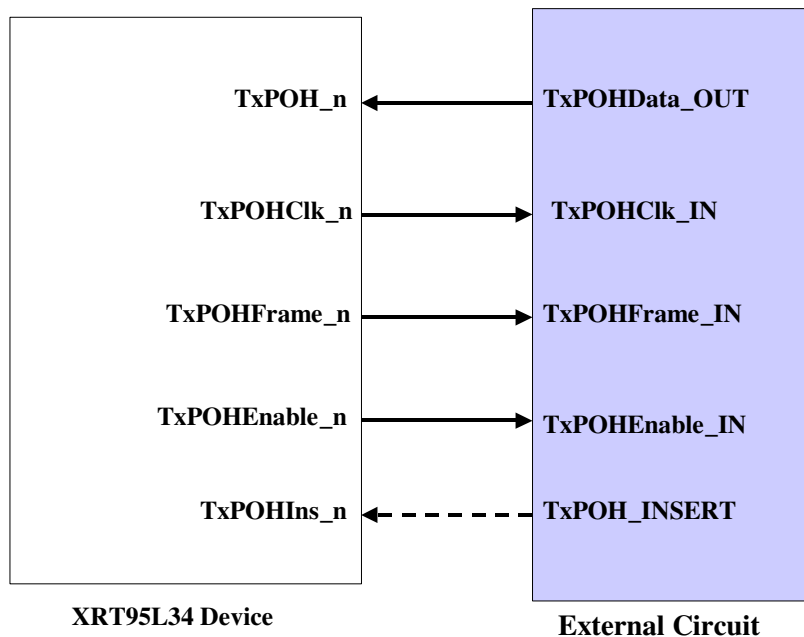 TxPOH_n TxPOHData_OUT
TxPOHClk_n TxPOHClk_IN
TxPOHFrame_n TxPOHFrame_IN
TxPOHEnable_n TxPOHEnable_IN
TxPOHIns_n TxPOH_INSERT
XRT95L34 Device External Circuit